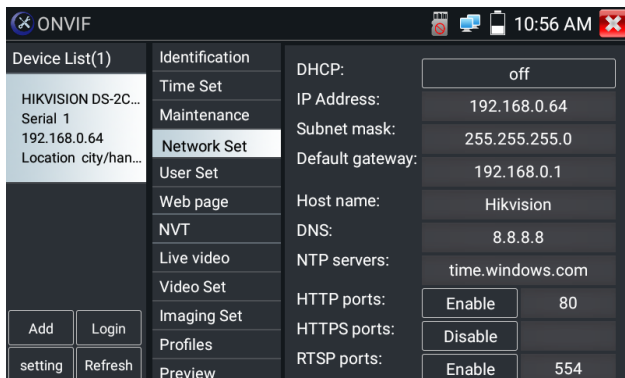 ONVIF
10:56 AM
Device List(1)
HIKVISION DS-2C...
Serial 1
192.168.0.64
Location city/han...
Add
Login
setting
Refresh
Identification
Time Set
Maintenance
Network Set
User Set
Web page
NVT
Live video
Video Set
Imaging Set
Profiles
Preview
DHCP: off
IP Address: 192.168.0.64
Subnet mask: 255.255.255.0
Default gateway: 192.168.0.1
Host name: Hikvision
DNS: 8.8.8.8
NTP servers: time.windows.com
HTTP ports: Enable 80
HTTPS ports: Disable
RTSP ports: Enable 554